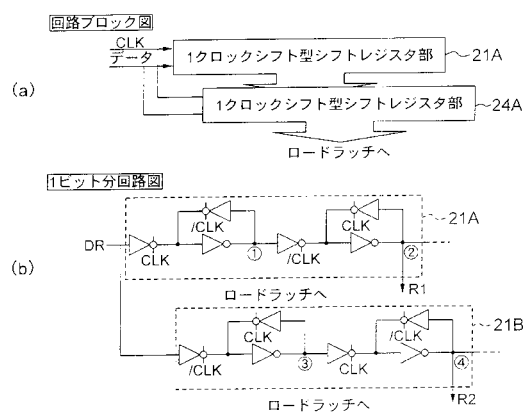 回路ブロック図
CLK
データ
1クロックシフト型シフトレジスタ部
21A
(a)
1クロックシフト型シフトレジスタ部
24A
ロードラッチへ
1ビット分回路図
21A
/CLK
CLK
DR
CLK
①
/CLK
②
(b)
R1
ロードラッチへ
21B
CLK
/CLK
/CLK
③
CLK
④
ロードラッチへ
R2